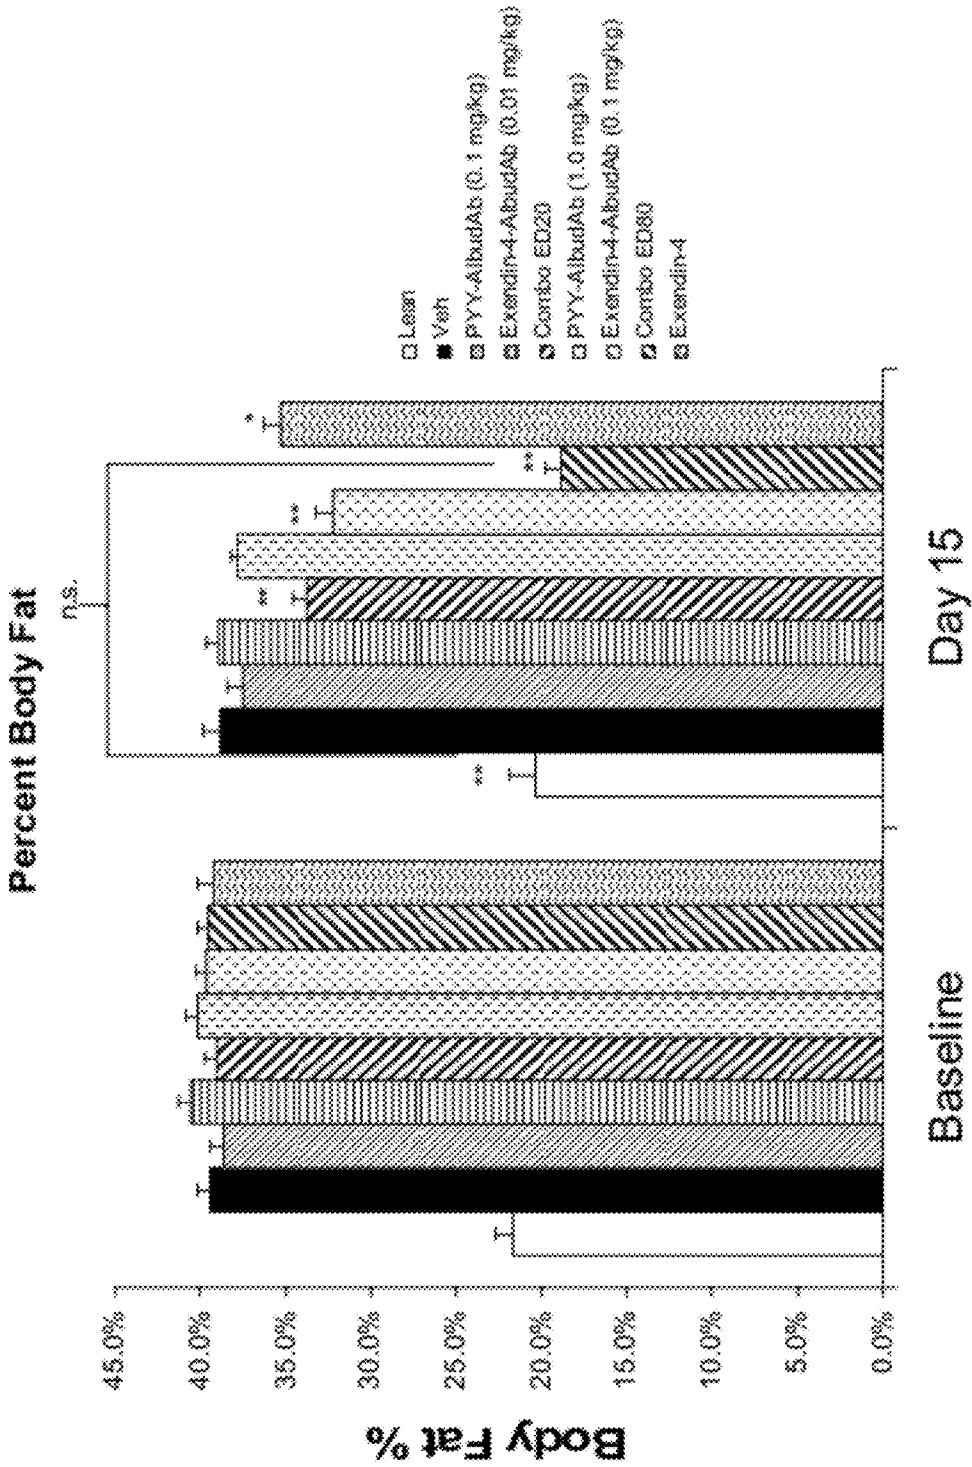 Percent Body Fat
n.s.
45.0%
40.0%
35.0%
30.0%
25.0%
20.0%
15.0%
10.0%
5.0%
0.0%
Body Fat %
**
**
**
**
*
Baseline
Day 15
Lean
Veh
PYY-AlbudAb (0.1 mg/kg)
Exendin-4-AlbudAb (0.01 mg/kg)
Combo ED20
PYY-AlbudAb (1.0 mg/kg)
Exendin-4-AlbudAb (0.1 mg/kg)
Combo ED80
Exendin-4